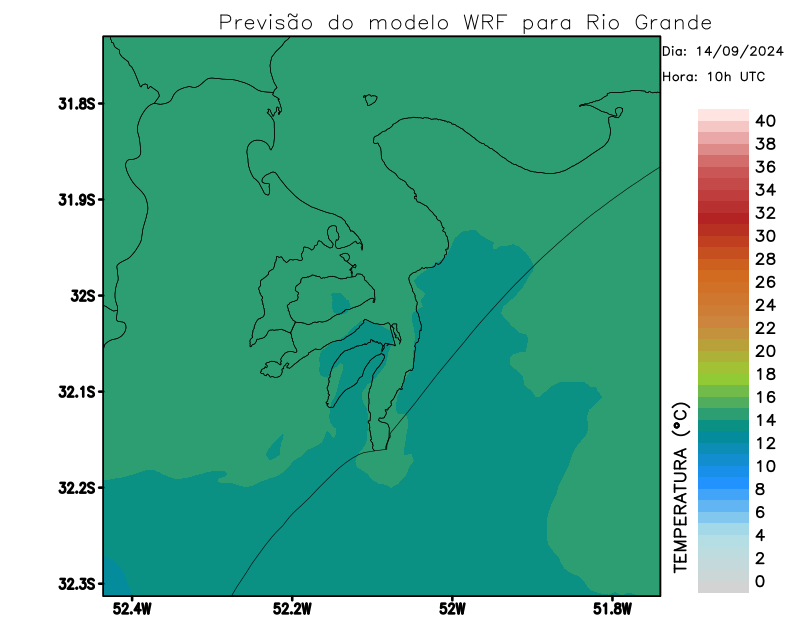 Previsão do modelo WRF para Rio Grande
Dia: 14/09/2024
Hora: 10h UTC
31.8S
31.9S
32S
32.1S
32.2S
32.3S
52.4W
52.2W
52W
51.8W
TEMPERATURA (°C)
40
38
36
34
32
30
28
26
24
22
20
18
16
14
12
10
8
6
4
2
0